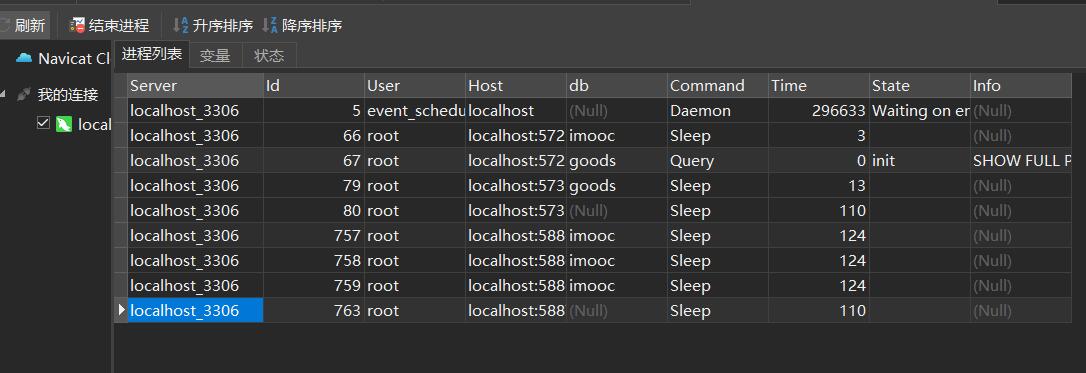 刷新 结束进程 升序排序 降序排序
Navicat Cl
我的连接
local
进程列表 变量 状态
Server Id User Host db Command Time State Info
localhost_3306 5 event_schedu localhost (Null) Daemon 296633 Waiting on er (Null)
localhost_3306 66 root localhost:572 imooc Sleep 3 (Null)
localhost_3306 67 root localhost:572 goods Query 0 init SHOW FULL P
localhost_3306 79 root localhost:573 goods Sleep 13 (Null)
localhost_3306 80 root localhost:573 (Null) Sleep 110 (Null)
localhost_3306 757 root localhost:588 imooc Sleep 124 (Null)
localhost_3306 758 root localhost:588 imooc Sleep 124 (Null)
localhost_3306 759 root localhost:588 imooc Sleep 124 (Null)
localhost_3306 763 root localhost:588 (Null) Sleep 110 (Null)